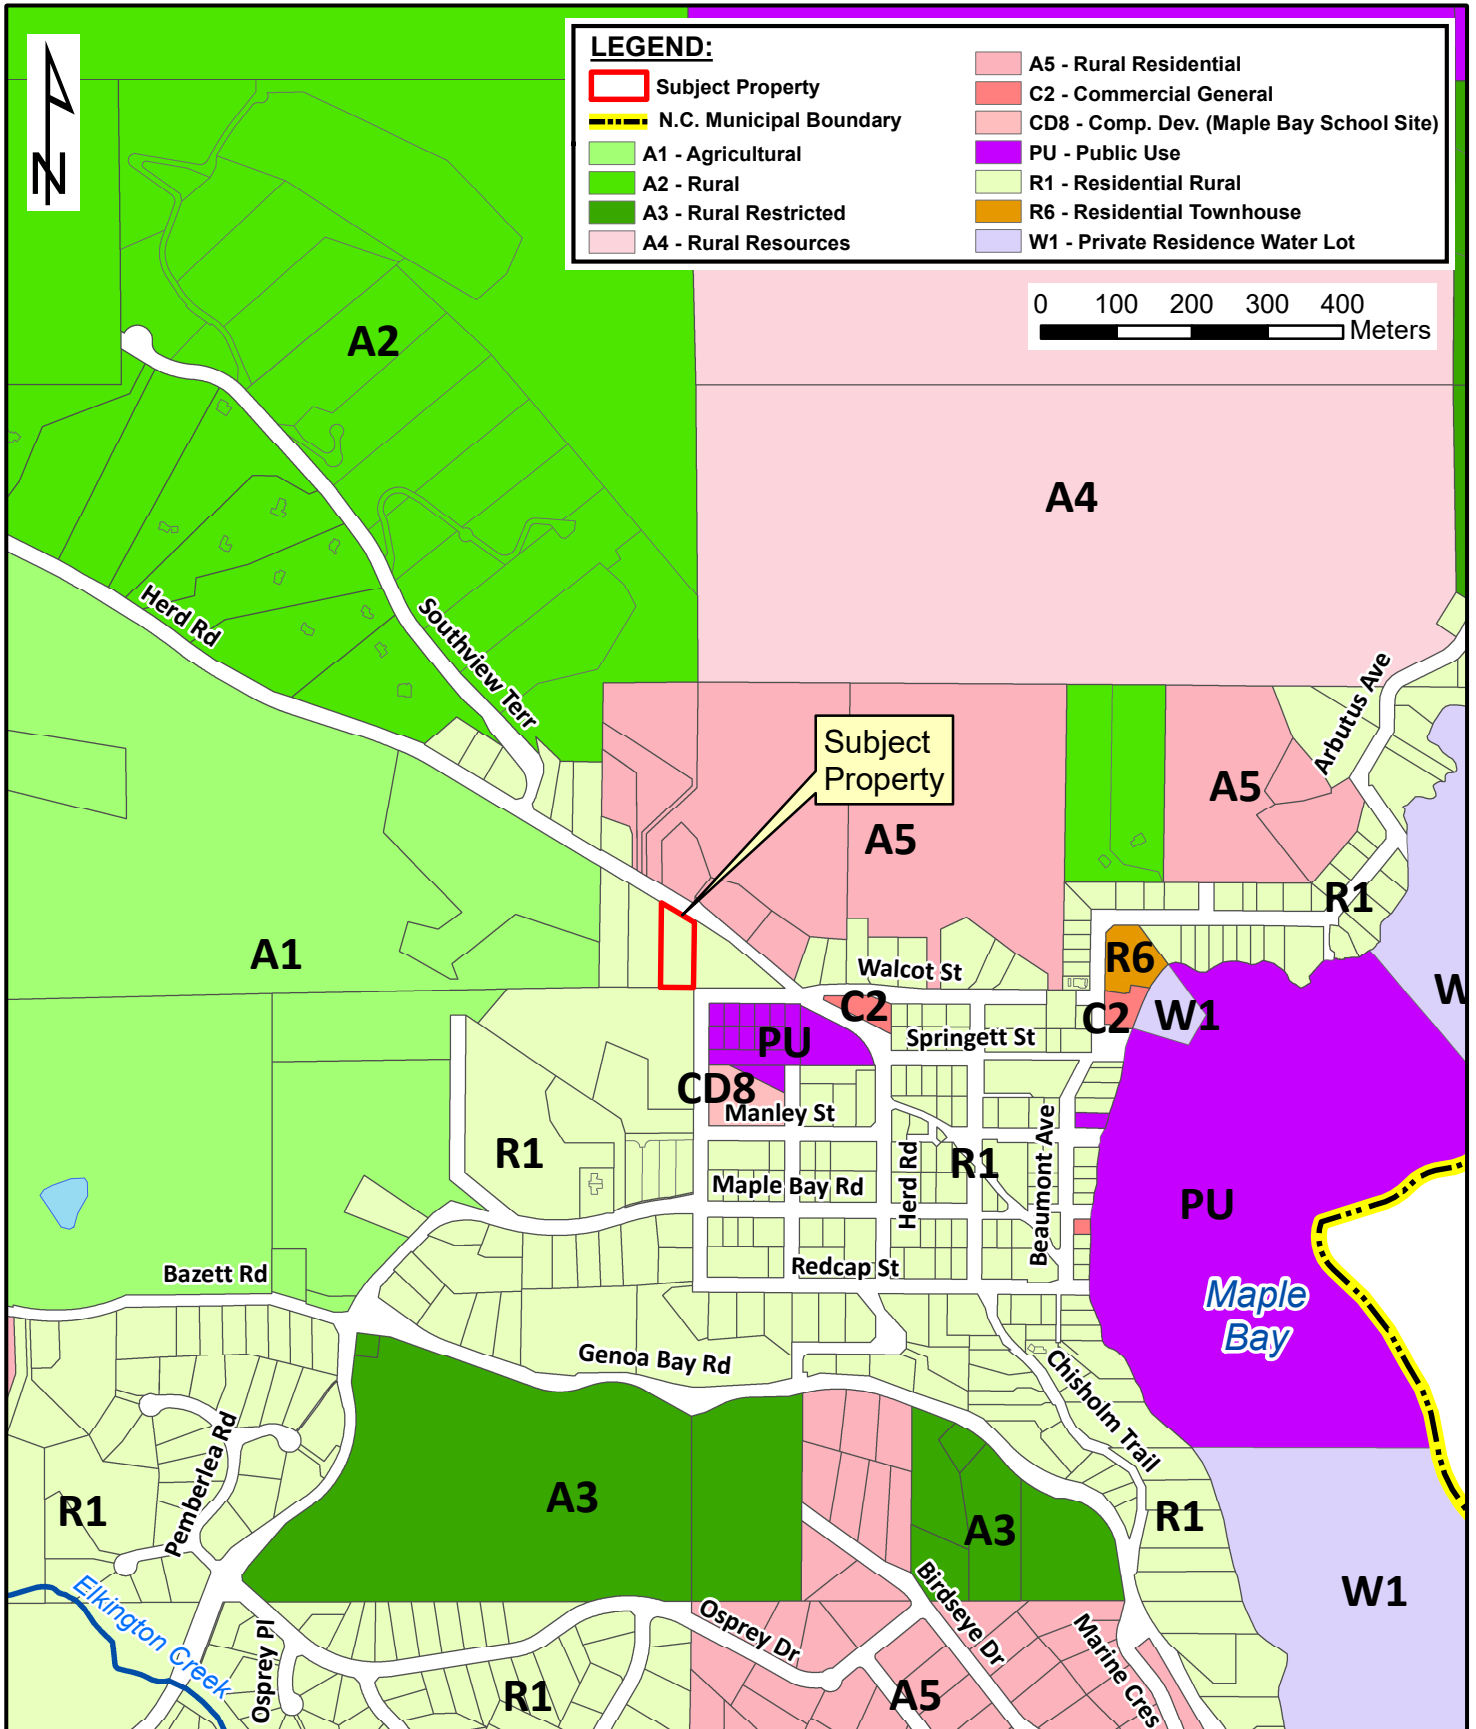 N
LEGEND:
Subject Property
N.C. Municipal Boundary
A1 - Agricultural
A2 - Rural
A3 - Rural Restricted
A4 - Rural Resources
A5 - Rural Residential
C2 - Commercial General
CD8 - Comp. Dev. (Maple Bay School Site)
PU - Public Use
R1 - Residential Rural
R6 - Residential Townhouse
W1 - Private Residence Water Lot
0 100 200 300 400
Meters
A2
A4
Herd Rd
Southview Terr
Arbutus Ave
Subject
Property
A5
A5
R1
A1
Walcot St
R6
W
C2
C2
W1
PU
Springett St
CD8
Manley St
Beaumont Ave
R1
R1
Herd Rd
Maple Bay Rd
PU
Redcap St
Bazett Rd
Maple
Bay
Genoa Bay Rd
Chisholm Trail
Pemberlea Rd
R1
A3
A3
R1
W1
Elkington Creek
Osprey Pl
Osprey Dr
Birdseye Dr
Marine Cres
R1
A5